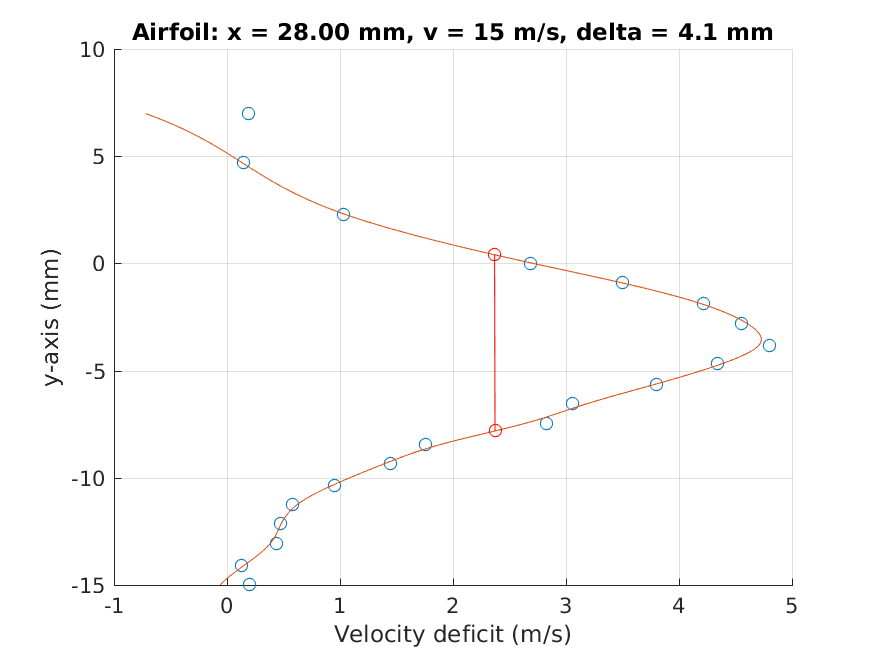 Airfoil: x = 28.00 mm, v = 15 m/s, delta = 4.1 mm
10
5
0
-5
-10
-15
y-axis (mm)
-1 0 1 2 3 4 5
Velocity deficit (m/s)